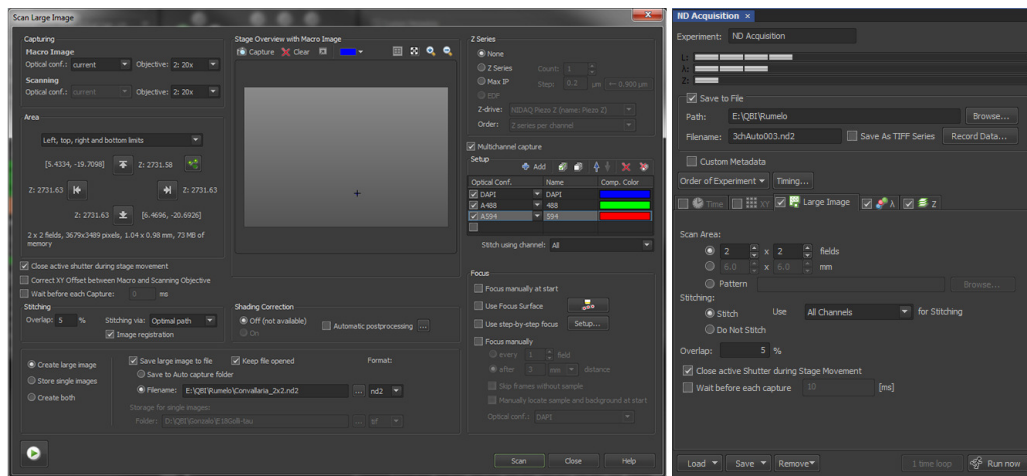 Scan Large Image
Capturing
Macro Image
Optical conf.: current Objective: 2: 20x
Scanning
Optical conf.: current Objective: 2: 20x
Area
Left, top, right and bottom limits
[5.4334, -19.7098] Z: 2731.58
Z: 2731.63 Z: 2731.63
Z: 2731.63 [6.4696, -20.6926]
2 x 2 fields, 3679x3489 pixels, 1.04 x 0.98 mm, 73 MB of
memory
Close active shutter during stage movement
Correct XY Offset between Macro and Scanning Objective
Wait before each Capture: 0 ms
Stitching
Overlap: 5 % Stitching via: Optimal path
Image registration
Stage Overview with Macro Image
Capture Clear
Shading Correction
Off (not available) Automatic postprocessing ...
On
Create large image
Store single images
Create both
Save large image to file Keep file opened Format:
Save to Auto capture folder
Filename: E:\QBI\Rumelo\Convallaria_2x2.nd2 ... nd2
Storage for single images:
Folder: D:\QBI\Gonzalo\E18Golli-tau ... tif
Z Series
None
Z Series Count: 1
Max IP Step: 0.2 µm <- 0.900 µm
EDF
Z-drive: NIDAQ Piezo Z (name: Piezo Z)
Order: Z series per channel
Multichannel capture
Setup
Add
Optical Conf. Name Comp. Color
DAPI DAPI
A488 488
A594 594
Stitch using channel: All
Focus
Focus manually at start
Use Focus Surface
Use step-by-step focus Setup...
Focus manually
every 1 field
after 2 mm distance
Skip frames without sample
Manually locate sample and background at start
Optical conf.: DAPI
Scan Close Help
ND Acquisition ×
Experiment: ND Acquisition
L:
λ:
Z:
Save to File
Path: E:\QBI\Rumelo Browse...
Filename: 3chAuto003.nd2 Save As TIFF Series Record Data...
Custom Metadata
Order of Experiment Timing...
Time XY Large Image λ Z
Scan Area:
2 x 2 fields
6.0 x 6.0 mm
Pattern Browse...
Stitching:
Stitch Use All Channels for Stitching
Do Not Stitch
Overlap: 5 %
Close active Shutter during Stage Movement
Wait before each capture 10 [ms]
Load Save Remove 1 time loop Run now